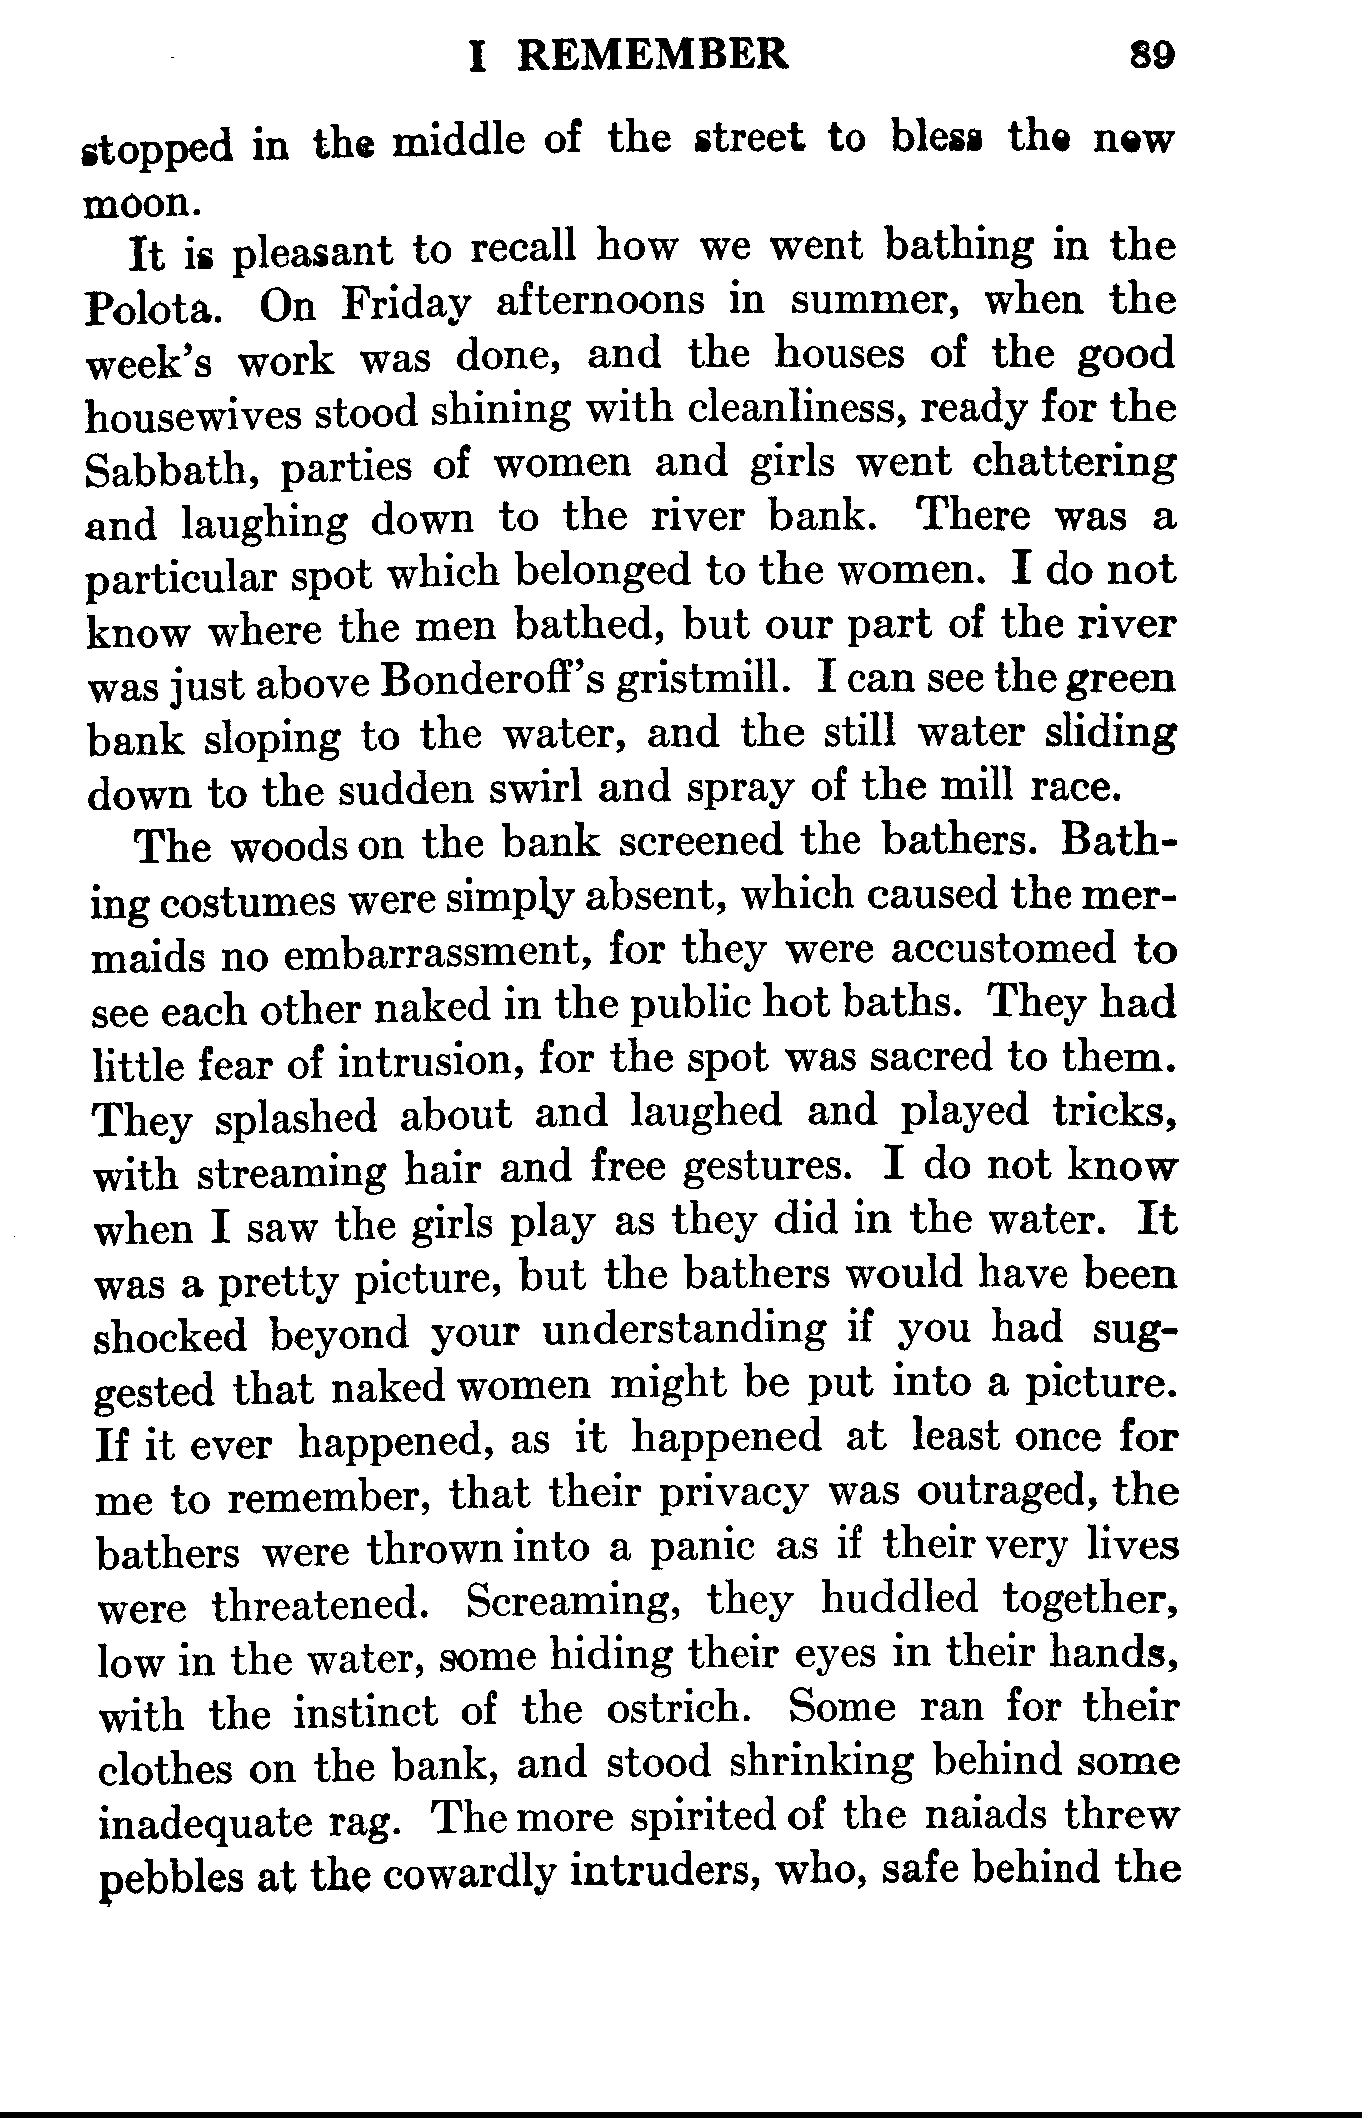 I REMEMBER 89
stopped in the middle of the street to bless the new
moon.
It is pleasant to recall how we went bathing in the
Polota. On Friday afternoons in summer, when the
week's work was done, and the houses of the good
housewives stood shining with cleanliness, ready for the
Sabbath, parties of women and girls went chattering
and laughing down to the river bank. There was a
particular spot which belonged to the women. I do not
know where the men bathed, but our part of the river
was just above Bonderoff's gristmill. I can see the green
bank sloping to the water, and the still water sliding
down to the sudden swirl and spray of the mill race.
The woods on the bank screened the bathers. Bath-
ing costumes were simply absent, which caused the mer-
maids no embarrassment, for they were accustomed to
see each other naked in the public hot baths. They had
little fear of intrusion, for the spot was sacred to them.
They splashed about and laughed and played tricks,
with streaming hair and free gestures. I do not know
when I saw the girls play as they did in the water. It
was a pretty picture, but the bathers would have been
shocked beyond your understanding if you had sug-
gested that naked women might be put into a picture.
If it ever happened, as it happened at least once for
me to remember, that their privacy was outraged, the
bathers were thrown into a panic as if their very lives
were threatened. Screaming, they huddled together,
low in the water, some hiding their eyes in their hands,
with the instinct of the ostrich. Some ran for their
clothes on the bank, and stood shrinking behind some
inadequate rag. The more spirited of the naiads threw
pebbles at the cowardly intruders, who, safe behind the